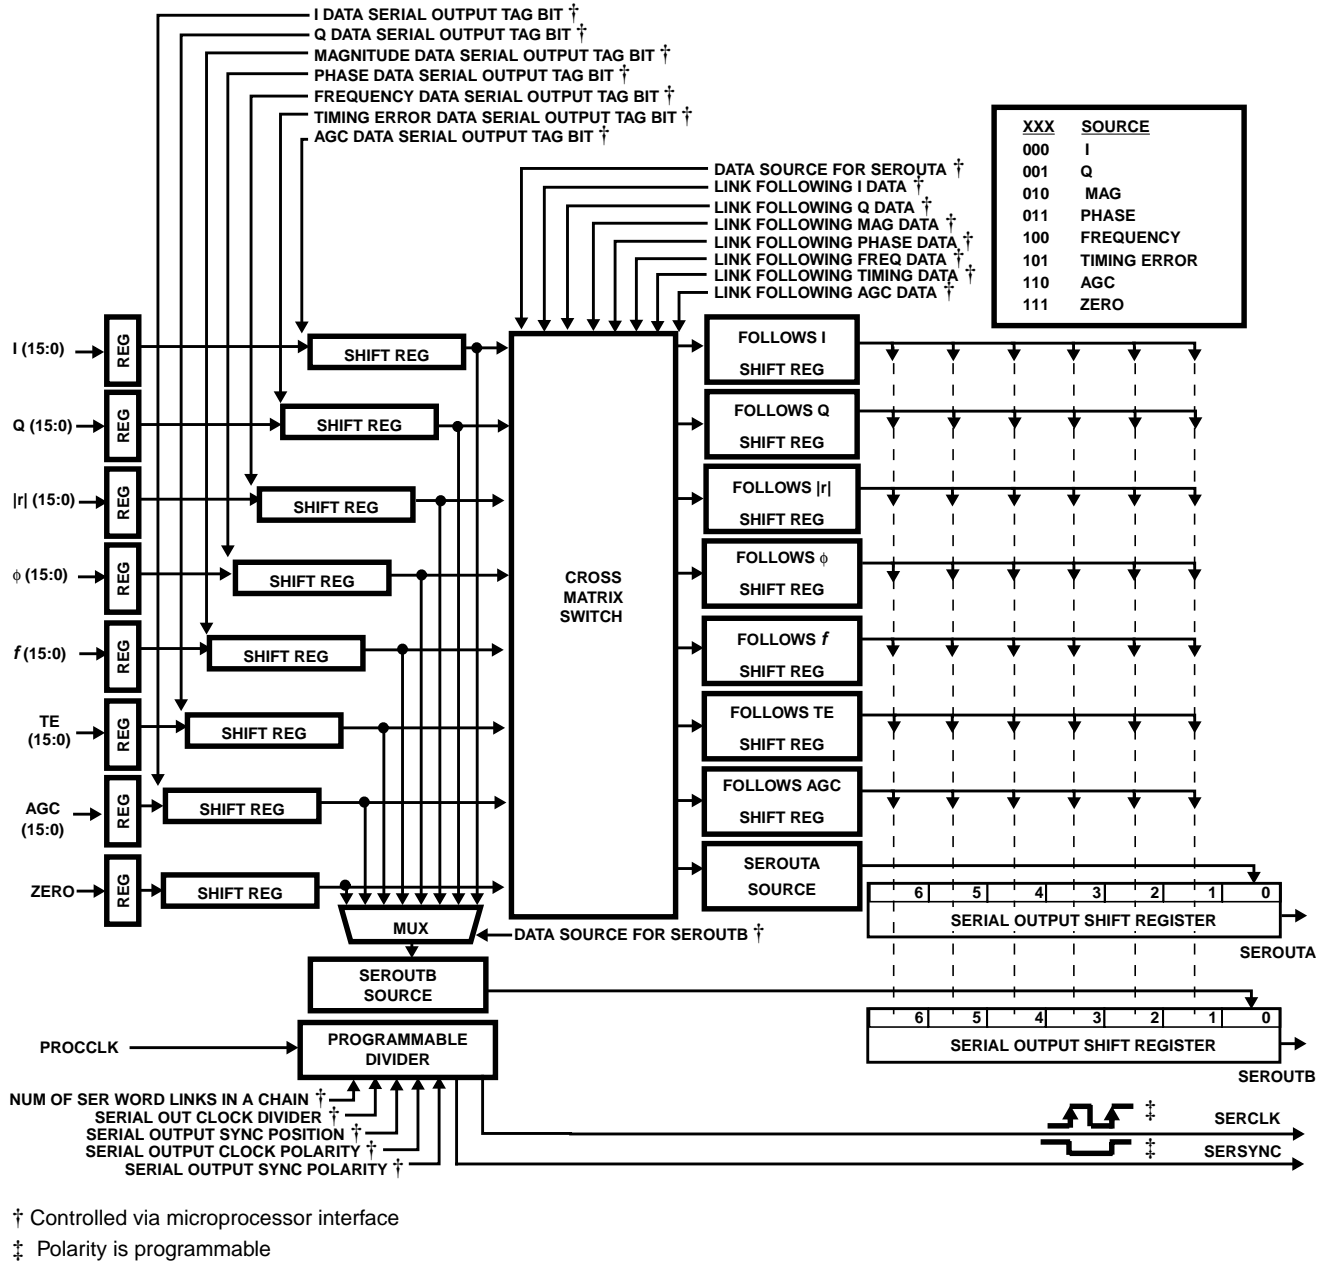 I DATA SERIAL OUTPUT TAG BIT †
Q DATA SERIAL OUTPUT TAG BIT †
MAGNITUDE DATA SERIAL OUTPUT TAG BIT †
PHASE DATA SERIAL OUTPUT TAG BIT †
FREQUENCY DATA SERIAL OUTPUT TAG BIT †
TIMING ERROR DATA SERIAL OUTPUT TAG BIT †
AGC DATA SERIAL OUTPUT TAG BIT †
DATA SOURCE FOR SEROUTA †
LINK FOLLOWING I DATA †
LINK FOLLOWING Q DATA †
LINK FOLLOWING MAG DATA †
LINK FOLLOWING PHASE DATA †
LINK FOLLOWING FREQ DATA †
LINK FOLLOWING TIMING DATA †
LINK FOLLOWING AGC DATA †
XXX SOURCE
000 I
001 Q
010 MAG
011 PHASE
100 FREQUENCY
101 TIMING ERROR
110 AGC
111 ZERO
I (15:0)
REG
SHIFT REG
FOLLOWS I
SHIFT REG
Q (15:0)
REG
SHIFT REG
FOLLOWS Q
SHIFT REG
|r| (15:0)
REG
SHIFT REG
FOLLOWS |r|
SHIFT REG
ϕ (15:0)
REG
SHIFT REG
CROSS
MATRIX
SWITCH
FOLLOWS ϕ
SHIFT REG
f (15:0)
REG
SHIFT REG
FOLLOWS f
SHIFT REG
TE
(15:0)
REG
SHIFT REG
FOLLOWS TE
SHIFT REG
AGC
(15:0)
REG
SHIFT REG
FOLLOWS AGC
SHIFT REG
ZERO
REG
SHIFT REG
SEROUTA
SOURCE
6 5 4 3 2 1 0
SERIAL OUTPUT SHIFT REGISTER
SEROUTA
MUX
DATA SOURCE FOR SEROUTB †
SEROUTB
SOURCE
6 5 4 3 2 1 0
SERIAL OUTPUT SHIFT REGISTER
SEROUTB
PROCCLK
PROGRAMMABLE
DIVIDER
NUM OF SER WORD LINKS IN A CHAIN †
SERIAL OUT CLOCK DIVIDER †
SERIAL OUTPUT SYNC POSITION †
SERIAL OUTPUT CLOCK POLARITY †
SERIAL OUTPUT SYNC POLARITY †
‡ SERCLK
‡ SERSYNC
† Controlled via microprocessor interface
‡ Polarity is programmable